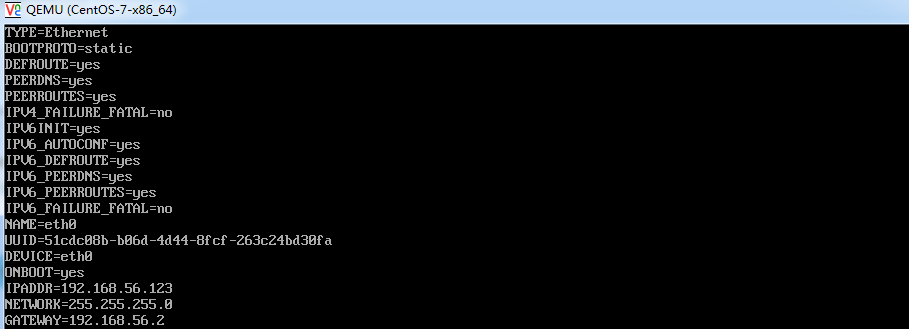 QEMU (CentOS-7-x86_64)
TYPE=Ethernet
BOOTPROTO=static
DEFROUTE=yes
PEERDNS=yes
PEERROUTES=yes
IPV4_FAILURE_FATAL=no
IPV6INIT=yes
IPV6_AUTOCONF=yes
IPV6_DEFROUTE=yes
IPV6_PEERDNS=yes
IPV6_PEERROUTES=yes
IPV6_FAILURE_FATAL=no
NAME=eth0
UUID=51cdc08b-b06d-4d44-8fcf-263c24bd30fa
DEVICE=eth0
ONBOOT=yes
IPADDR=192.168.56.123
NETWORK=255.255.255.0
GATEWAY=192.168.56.2